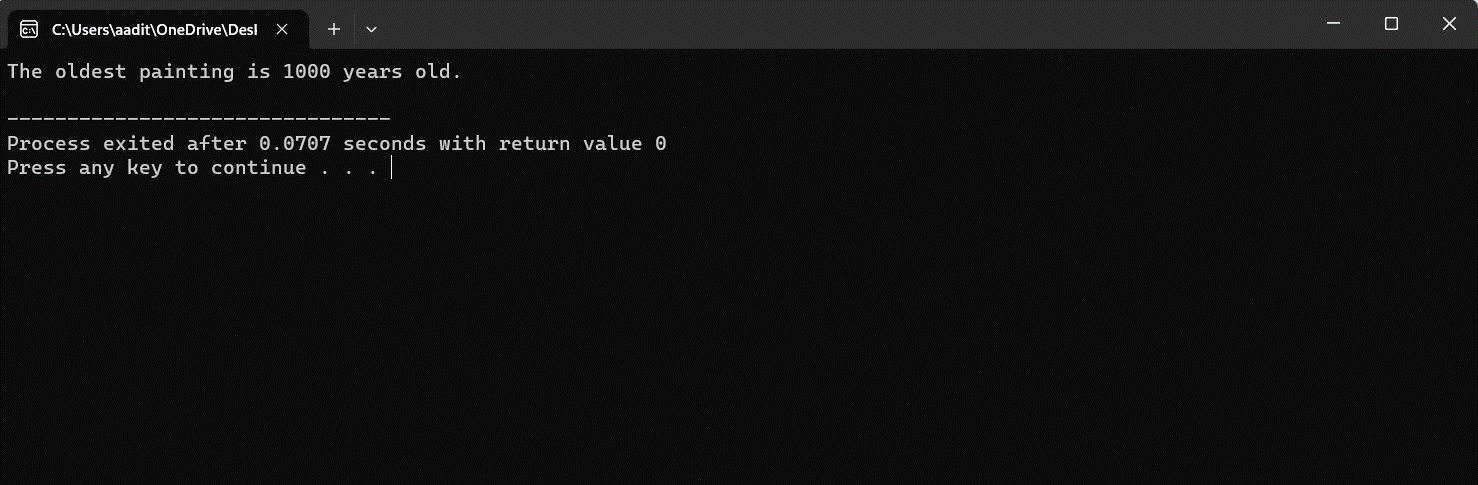 C:\Users\aadit\OneDrive\Desl
The oldest painting is 1000 years old.
--------------------------------
Process exited after 0.0707 seconds with return value 0
Press any key to continue . . .